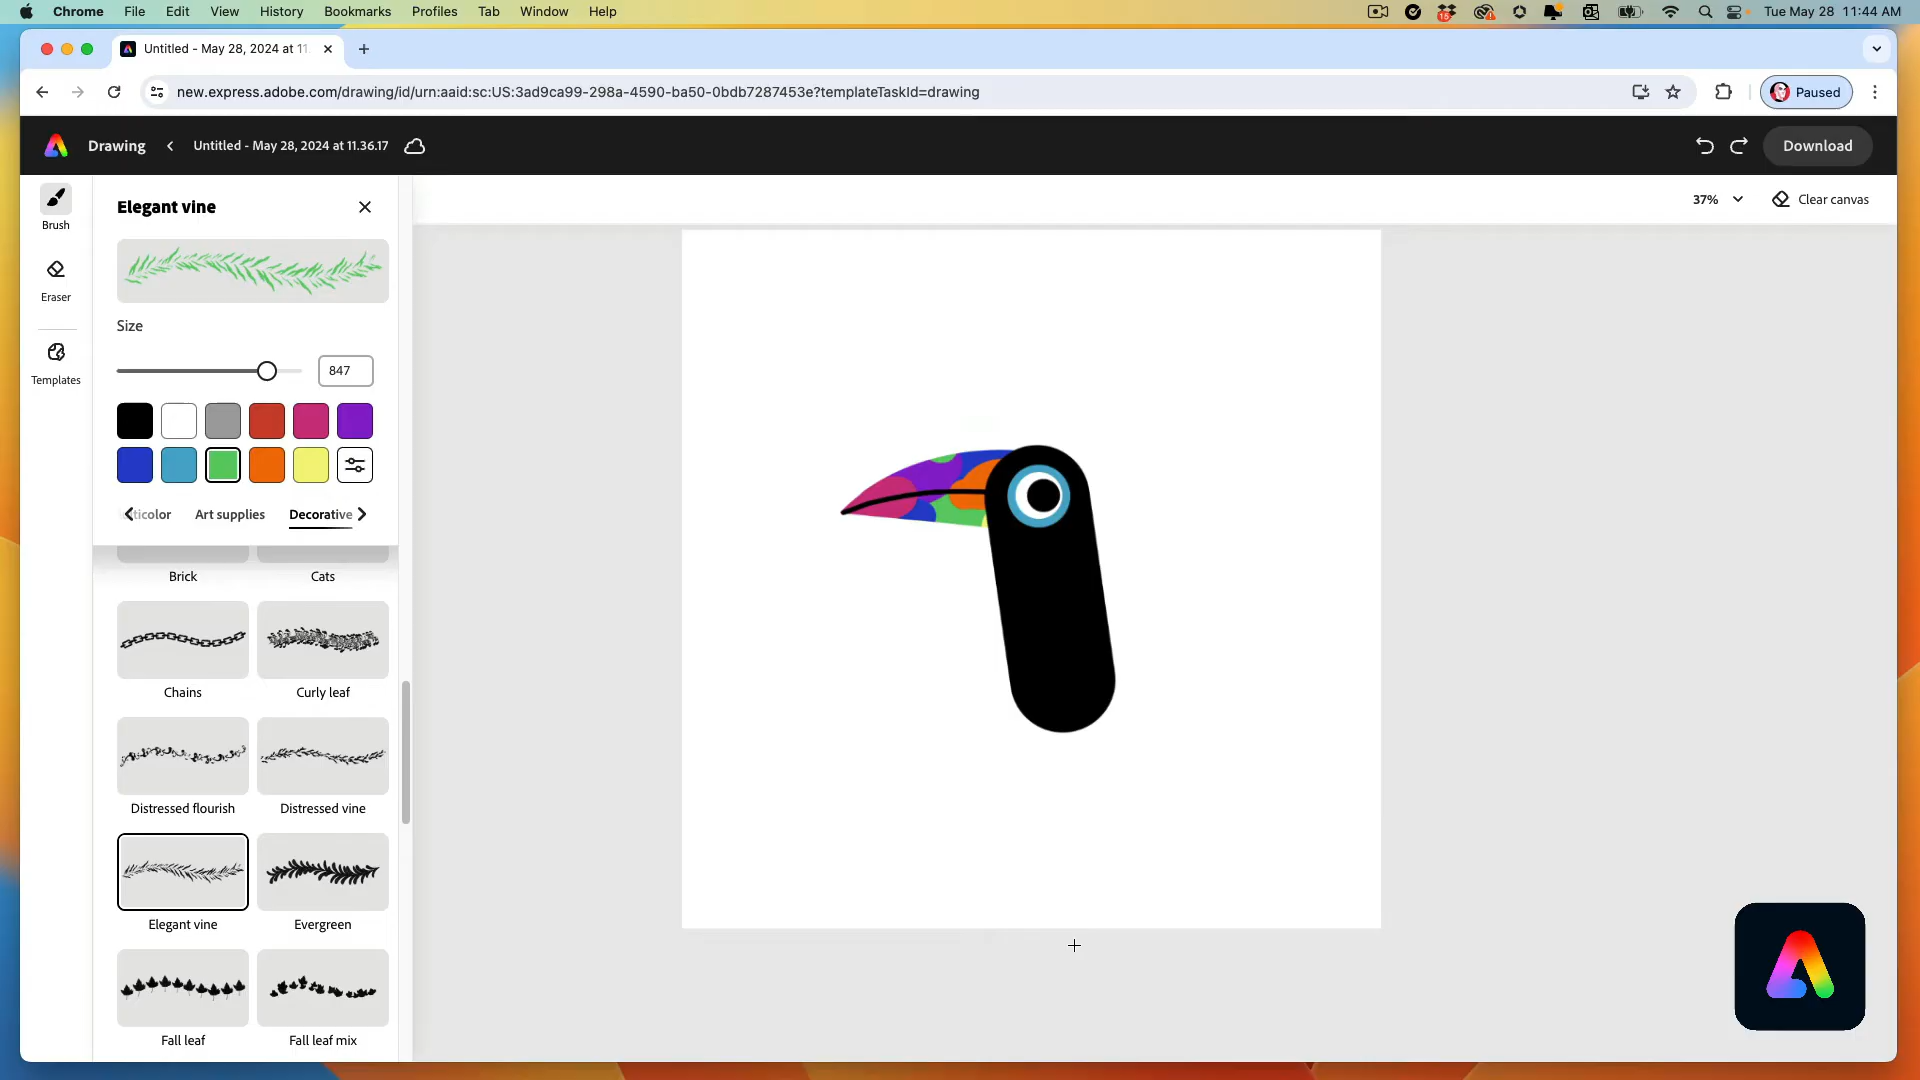 Chrome File Edit View History Bookmarks Profiles Tab Window Help
Tue May 28 11:44 AM
Untitled - May 28, 2024 at 11
new.express.adobe.com/drawing/id/urn:aaid:sc:US:3ad9ca99-298a-4590-ba50-0bdb7287453e?templateTaskId=drawing
Paused
Drawing
Untitled - May 28, 2024 at 11.36.17
Download
Brush
Eraser
Templates
37%
Clear canvas
Elegant vine
Size
847
ticolor Art supplies Decorative
Brick Cats
Chains Curly leaf
Distressed flourish Distressed vine
Elegant vine Evergreen
Fall leaf Fall leaf mix